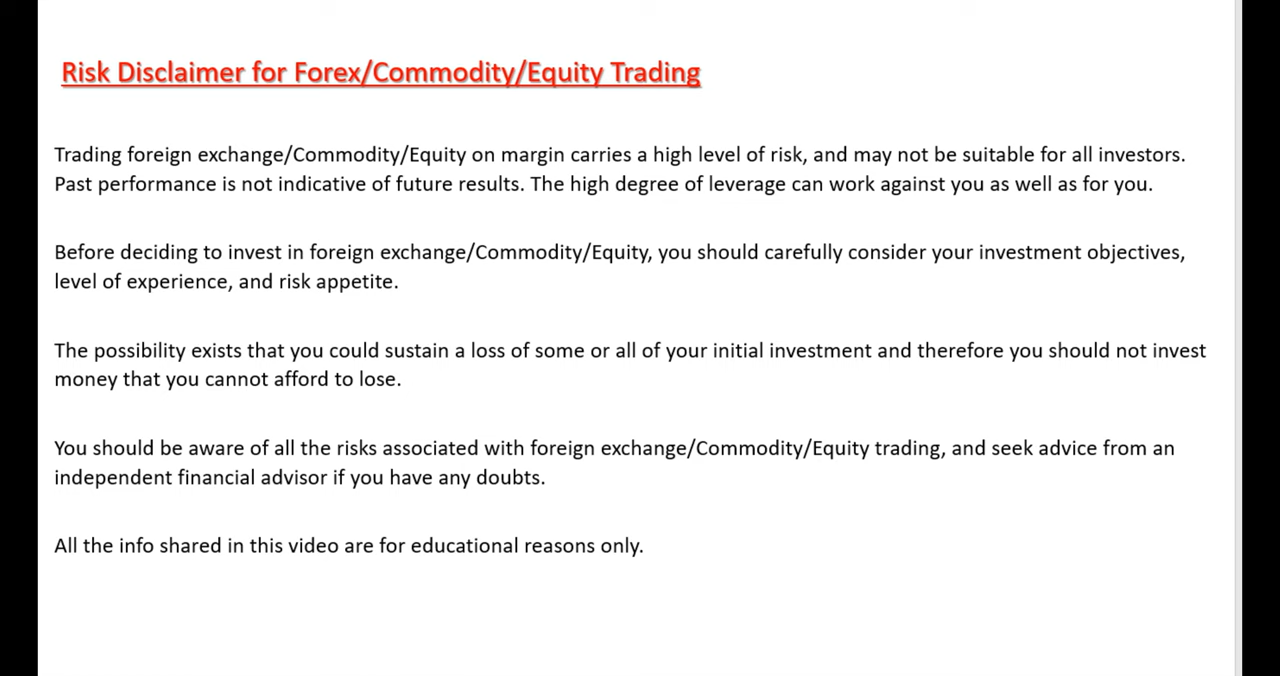 Risk Disclaimer for Forex/Commodity/Equity Trading
Trading foreign exchange/Commodity/Equity on margin carries a high level of risk, and may not be suitable for all investors.
Past performance is not indicative of future results. The high degree of leverage can work against you as well as for you.
Before deciding to invest in foreign exchange/Commodity/Equity, you should carefully consider your investment objectives,
level of experience, and risk appetite.
The possibility exists that you could sustain a loss of some or all of your initial investment and therefore you should not invest
money that you cannot afford to lose.
You should be aware of all the risks associated with foreign exchange/Commodity/Equity trading, and seek advice from an
independent financial advisor if you have any doubts.
All the info shared in this video are for educational reasons only.